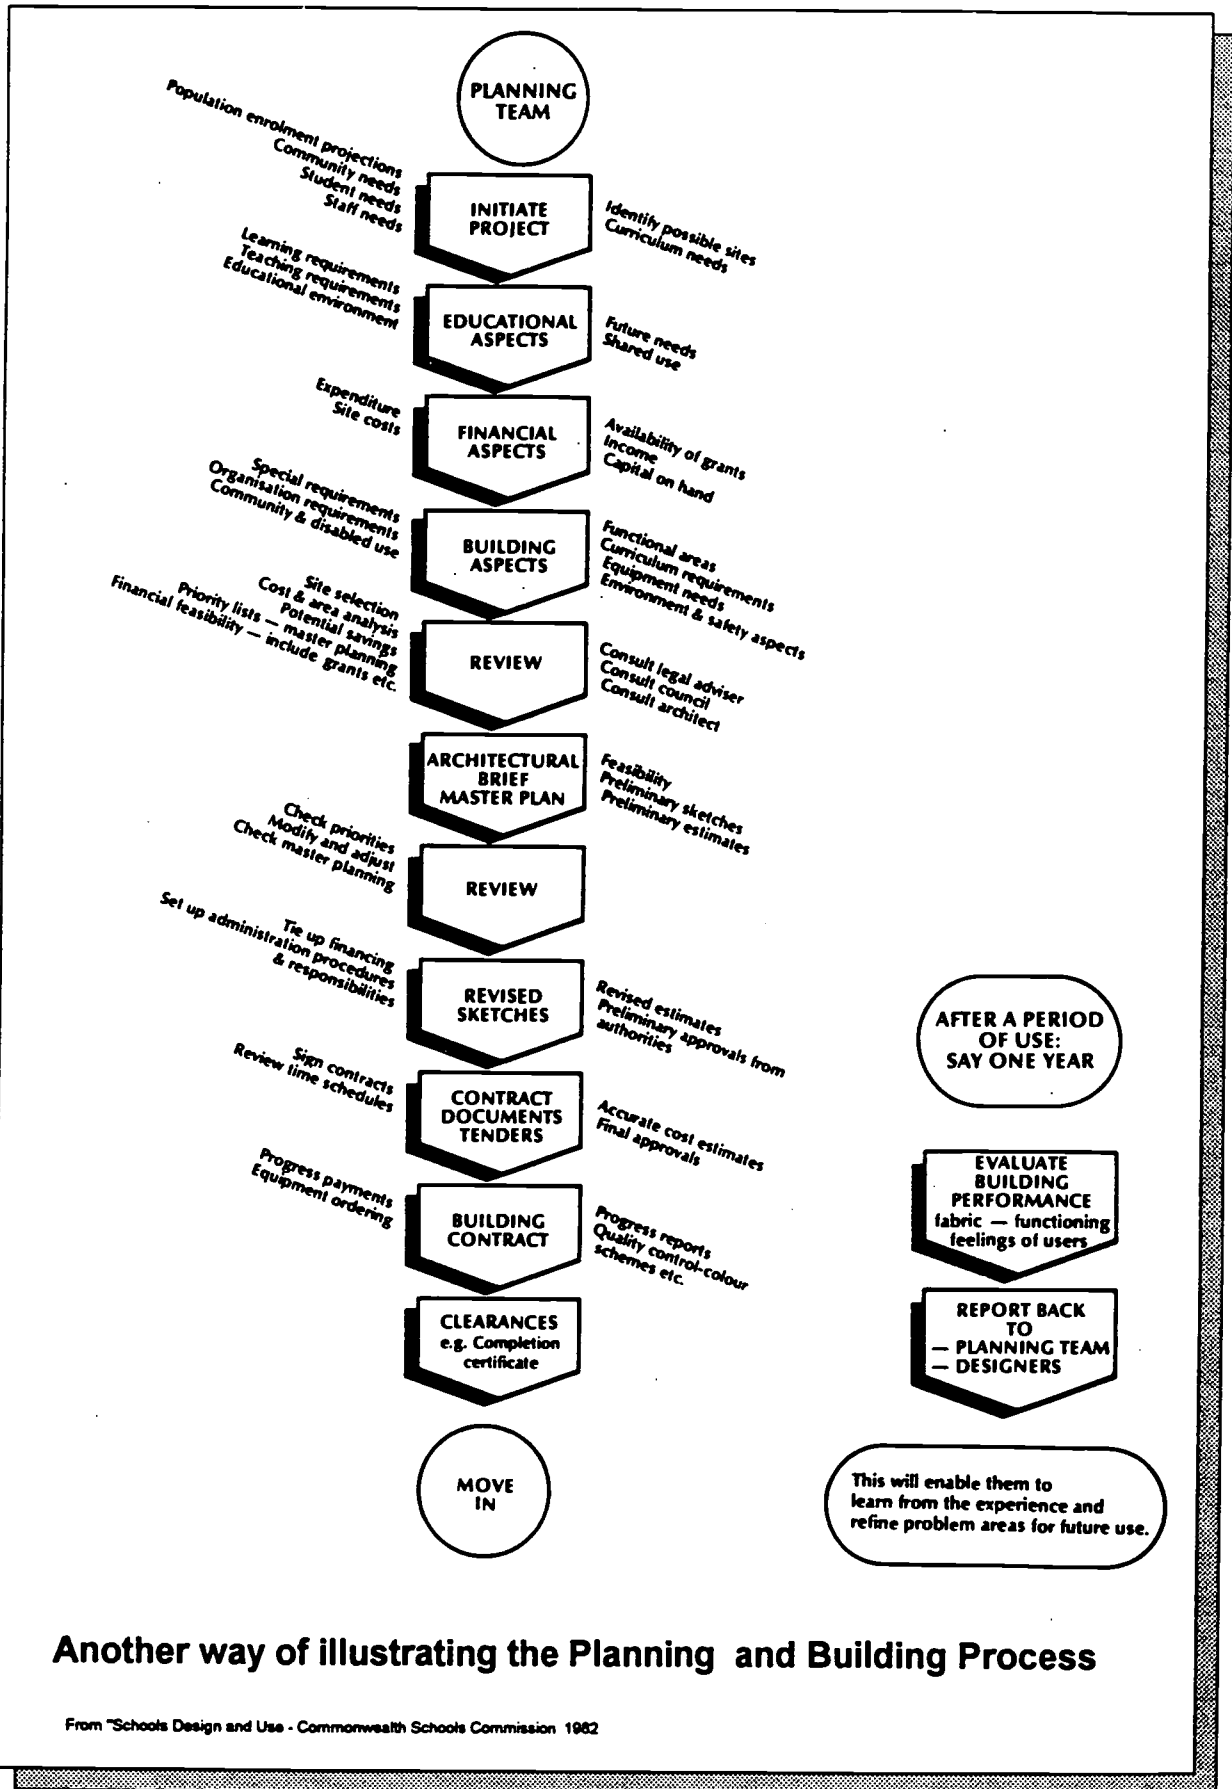 PLANNING
TEAM
Population enrolment projections
Community needs
Student needs
Staff needs
INITIATE
PROJECT
Identify possible sites
Curriculum needs
Learning requirements
Teaching requirements
Educational environment
EDUCATIONAL
ASPECTS
Future needs
Shared use
Expenditure
Site costs
FINANCIAL
ASPECTS
Availability of grants
Income
Capital on hand
Special requirements
Organisation requirements
Community & disabled use
BUILDING
ASPECTS
Functional areas
Curriculum requirements
Equipment needs
Environment & safety aspects
Site selection
Cost & area analysis
Potential savings
Priority lists — master planning
Financial feasibility — include grants etc.
REVIEW
Consult legal adviser
Consult council
Consult architect
ARCHITECTURAL
BRIEF
MASTER PLAN
Feasibility
Preliminary sketches
Preliminary estimates
Check priorities
Modify and adjust
Check master planning
REVIEW
Tie up financing
Set up administration procedures
& responsibilities
REVISED
SKETCHES
Revised estimates
Preliminary approvals from
authorities
Sign contracts
Review time schedules
CONTRACT
DOCUMENTS
TENDERS
Accurate cost estimates
Final approvals
Progress payments
Equipment ordering
BUILDING
CONTRACT
Progress reports
Quality control-colour
schemes etc.
CLEARANCES
e.g. Completion
certificate
MOVE
IN
AFTER A PERIOD
OF USE:
SAY ONE YEAR
EVALUATE
BUILDING
PERFORMANCE
fabric — functioning
feelings of users
REPORT BACK
TO
— PLANNING TEAM
— DESIGNERS
This will enable them to
learn from the experience and
refine problem areas for future use.
Another way of illustrating the Planning and Building Process
From "Schools Design and Use - Commonwealth Schools Commission 1982